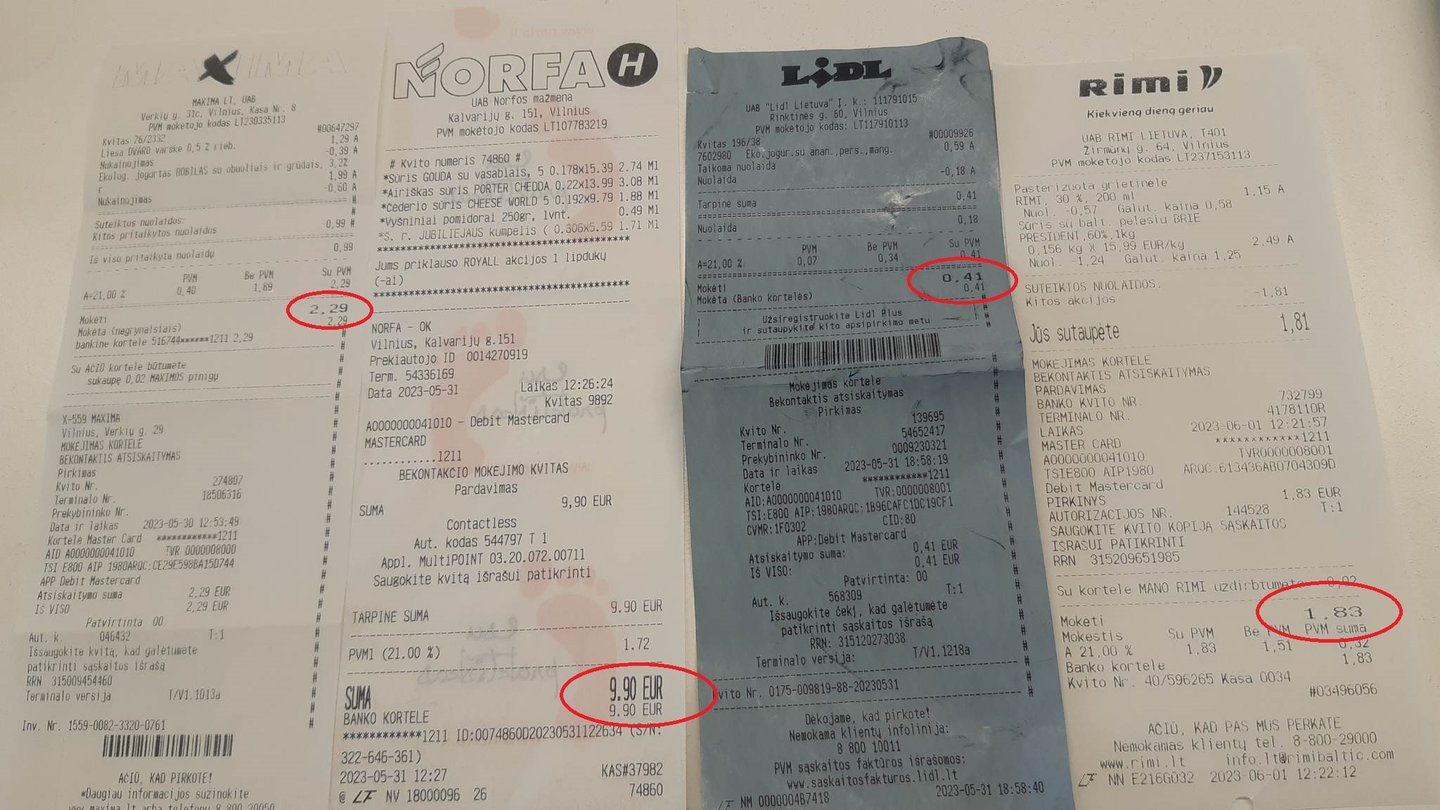 MAXIMA LT, UAB
Verkių g. 31c, Vilnius, Kasa Nr. 8
PVM mokėtojo kodas LT230335113
Kvitas 76/2332 #00647297
Liesa DVARO varškė 0,5 % rieb. 1,29 A
Nukainojimas -0,39 A
Ekolog. jogurtas DOBILAS su obuoliais ir grūdais, 3,2%
r 1,99 A
Nukainojimas -0,60 A
Suteiktos nuolaidos:
Kitos pritaikytos nuolaidos 0,99
Iš viso pritaikyta nuolaidų 0,99
PVM Be PVM Su PVM
A=21,00 % 0,40 1,89 2,29
Mokėti 2,29
Mokėta (negrynaisiais) 2,29
bankine kortele 516744******1211 2,29
Su AČIŪ kortele būtumėte
sukaupę 0,02 MAXIMOS pinigų
X-559 MAXIMA
Vilnius, Verkių g. 29
MOKĖJIMAS KORTELE
BEKONTAKTIS ATSISKAITYMAS
Pirkimas
Kvito Nr. 274807
Terminalo Nr. 18506316
Prekybininko Nr.
Data ir laikas 2023-05-30 12:53:49
Kortelė Master Card ************1211
AID A0000000041010 TVR 0000008000
TSI E800 AIP 1980ARQC:CE29E598BA15D744
APP Debit Mastercard
Atsiskaitymo suma 2,29 EUR
IŠ VISO 2,29 EUR
Patvirtinta 00
Aut. k. 046432 T:1
Išsaugokite kvitą, kad galėtumėte
patikrinti sąskaitos išrašą
RRN 315009454460
Terminalo versija T/V1.1013a
Inv. Nr. 1559-0082-3320-0761
AČIŪ, KAD PIRKOTE!
*Daugiau informacijos sužinokite
arba telefonu 8 800 20050
NORFA H
UAB Norfos mažmena
Kalvarijų g. 151, Vilnius
PVM mokėtojo kodas LT107783219
# Kvito numeris 74860 #
*Sūris GOUDA su vasabiais, 5 0.178x15.39 2.74 M1
*Airiškas sūris PORTER CHEDDA 0.22x13.99 3.08 M1
*Čederio sūris CHEESE WORLD 5 0.192x9.79 1.88 M1
*Vyšniniai pomidorai 250gr, 1vnt. 0.49 M1
*S. r. JUBILIEJAUS kumpelis ( 0.306x5.59 1.71 M1
Jums priklauso ROYALL akcijos 1 lipdukų
(-ai)
NORFA - OK
Vilnius, Kalvarijų g.151
Prekiautojo ID 0014270919
Term. 54336169
Data 2023-05-31 Laikas 12:26:24
Kvitas 9892
A0000000041010 - Debit Mastercard
MASTERCARD
............1211
BEKONTAKCIO MOKEJIMO KVITAS
Pardavimas
SUMA 9,90 EUR
Contactless
Aut. kodas 544797 T 1
Appl. MultiPOINT 03.20.072.00711
Saugokite kvitą išrašui patikrinti
TARPINĖ SUMA 9.90 EUR
PVM1 (21.00 %) 1.72
SUMA 9.90 EUR
BANKO KORTELE 9.90 EUR
************1211 ID:0074860D20230531122634 (S/N:
322-646-361)
2023-05-31 12:27 KAS#37982
@ LF NV 18000096 26 74860
LiDL
UAB "Lidl Lietuva" Į. k.: 111791015
Rinktinės g. 60, Vilnius
PVM mokėtojo kodas: LT117910113
Kvitas 196/38 #00009926
7602980 Eko.jogur.su anan.,pers.,mang. 0,59 A
Taikoma nuolaida
Nuolaida -0,18 A
Tarpinė suma 0,41
Nuolaida 0,18
PVM Be PVM Su PVM
A=21,00 % 0,07 0,34 0,41
Mokėti 0,41
Mokėta (Banko kortelės) 0,41
Užsiregistruokite Lidl Plus
ir sutaupykite kito apsipirkimo metu
Mokėjimas kortele
Bekontaktis atsiskaitymas
Pirkimas
Kvito Nr. 139695
Terminalo Nr. 54652417
Prekybininko Nr. 0009230321
Data ir laikas 2023-05-31 18:58:19
Kortelė ************1211
AID:A0000000041010 TVR:0000008001
TSI:E800 AIP:1980ARQC:1B96CAFC1DC19CF1
CVMR:1F0302 CID:80
APP:Debit Mastercard
Atsiskaitymo suma: 0,41 EUR
IŠ VISO: 0,41 EUR
Patvirtinta: 00
Aut. k. 568309 T:1
Išsaugokite čekį, kad galėtumėte
patikrinti sąskaitos išrašą
RRN: 315120273038
Terminalo versija: T/V1.1218a
Kvito Nr. 0175-009819-88-20230531
Dėkojame, kad pirkote!
Nemokama klientų infolinija:
8 800 10011
PVM sąskaitos faktūros išrašomos:
www.saskaitosfakturos.lidl.lt
LF NM 0000004B7418 2023-05-31 18:58:40
Rimi
Kiekvieną dieną geriau
UAB RIMI LIETUVA, T401
Žirmūnų g. 64, Vilnius
PVM mokėtojo kodas LT237153113
Pasterizuota grietinėlė
RIMI, 30 %, 200 ml 1,15 A
Nuol. -0,57 Galut. kaina 0,58
Sūris su balt. pelėsiu BRIE
PRESIDENT,60%,1kg
0,156 kg X 15,99 EUR/kg 2,49 A
Nuol. -1,24 Galut. kaina 1,25
SUTEIKTOS NUOLAIDOS:
Kitos akcijos -1,81
Jūs sutaupėte 1,81
MOKĖJIMAS KORTELE
BEKONTAKTIS ATSISKAITYMAS
PARDAVIMAS
BANKO KVITO NR. 732799
TERMINALO NR. 4178110R
LAIKAS 2023-06-01 12:21:57
MASTER CARD ************1211
A0000000041010 TVR0000008001
TSIE800 AIP1980 ARQC:613436AB0704309D
Debit Mastercard
PIRKINYS 1,83 EUR
AUTORIZACIJOS NR. 144528 T:1
SAUGOKITE KVITO KOPIJĄ SĄSKAITOS
IŠRAŠUI PATIKRINTI
RRN 315209651985
Su kortele MANO RIMI uždirbtumėte 0,02
Mokėti 1,83
Mokestis Su PVM Be PVM PVM suma
A 21,00% 1,83 1,51 0,32
Banko kortelė 1,83
Kvito Nr. 40/596265 Kasa 0034
#03496056
AČIŪ, KAD PAS MUS PERKATE
Nemokamas klientų tel. 8-800-29000
www.rimi.lt info.lt@rimibaltic.com
LF NN E216G032 2023-06-01 12:22:12